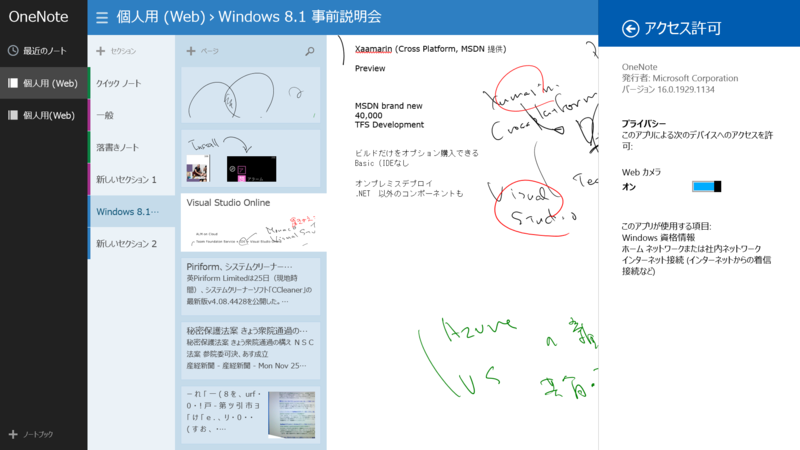 OneNote
最近のノート
個人用 (Web)
個人用(Web)
ノートブック
個人用 (Web) › Windows 8.1 事前説明会
セクション
クイック ノート
一般
落書きノート
新しいセクション 1
Windows 8.1…
新しいセクション 2
ページ
Install
Visual Studio Online
Piriform、システムクリーナー…
英Piriform Limitedは25日（現地時
間）、システムクリーナーソフト「CCleaner」の
最新版v4.08.4428を公開した。…
秘密保護法案 きょう衆院通過の…
秘密保護法案 きょう衆院通過の構え ＮＳＣ
法案 参院委可決、あす成立
産経新聞 - 産経新聞 - Mon Nov 25…
Xaamarin (Cross Platform, MSDN 提供)
Preview
MSDN brand new
40,000
TFS Development
ビルドだけをオプション購入できる
Basic (IDEなし
オンプレミスデプロイ
.NET 以外のコンポーネントも
Xamarin
Cross Platform
Visual
Studio
Azure
VS
アクセス許可
OneNote
発行者: Microsoft Corporation
バージョン 16.0.1929.1134
プライバシー
このアプリによる次のデバイスへのアクセスを許
可:
Web カメラ
オン
このアプリが使用する項目:
Windows 資格情報
ホーム ネットワークまたは社内ネットワーク
インターネット接続 (インターネットからの着信
接続など)